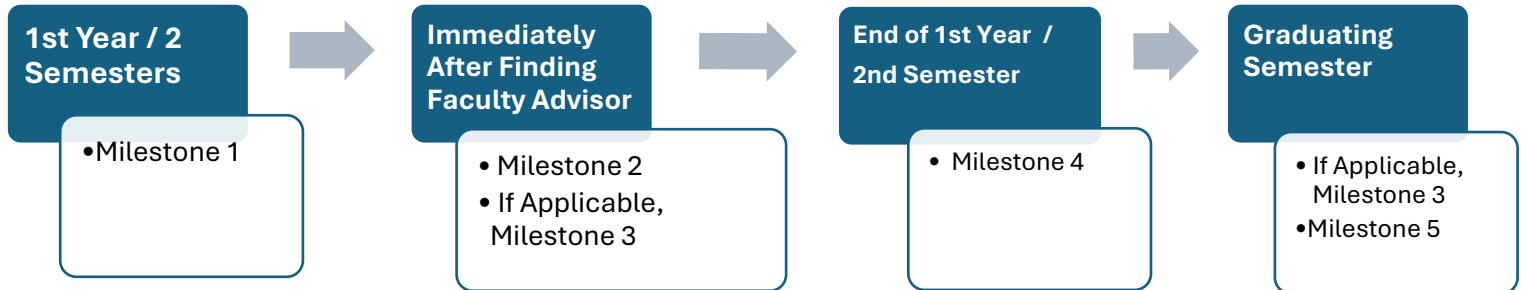 1st Year / 2
Semesters
•Milestone 1
Immediately
After Finding
Faculty Advisor
• Milestone 2
• If Applicable,
Milestone 3
End of 1st Year /
2nd Semester
• Milestone 4
Graduating
Semester
• If Applicable,
Milestone 3
•Milestone 5